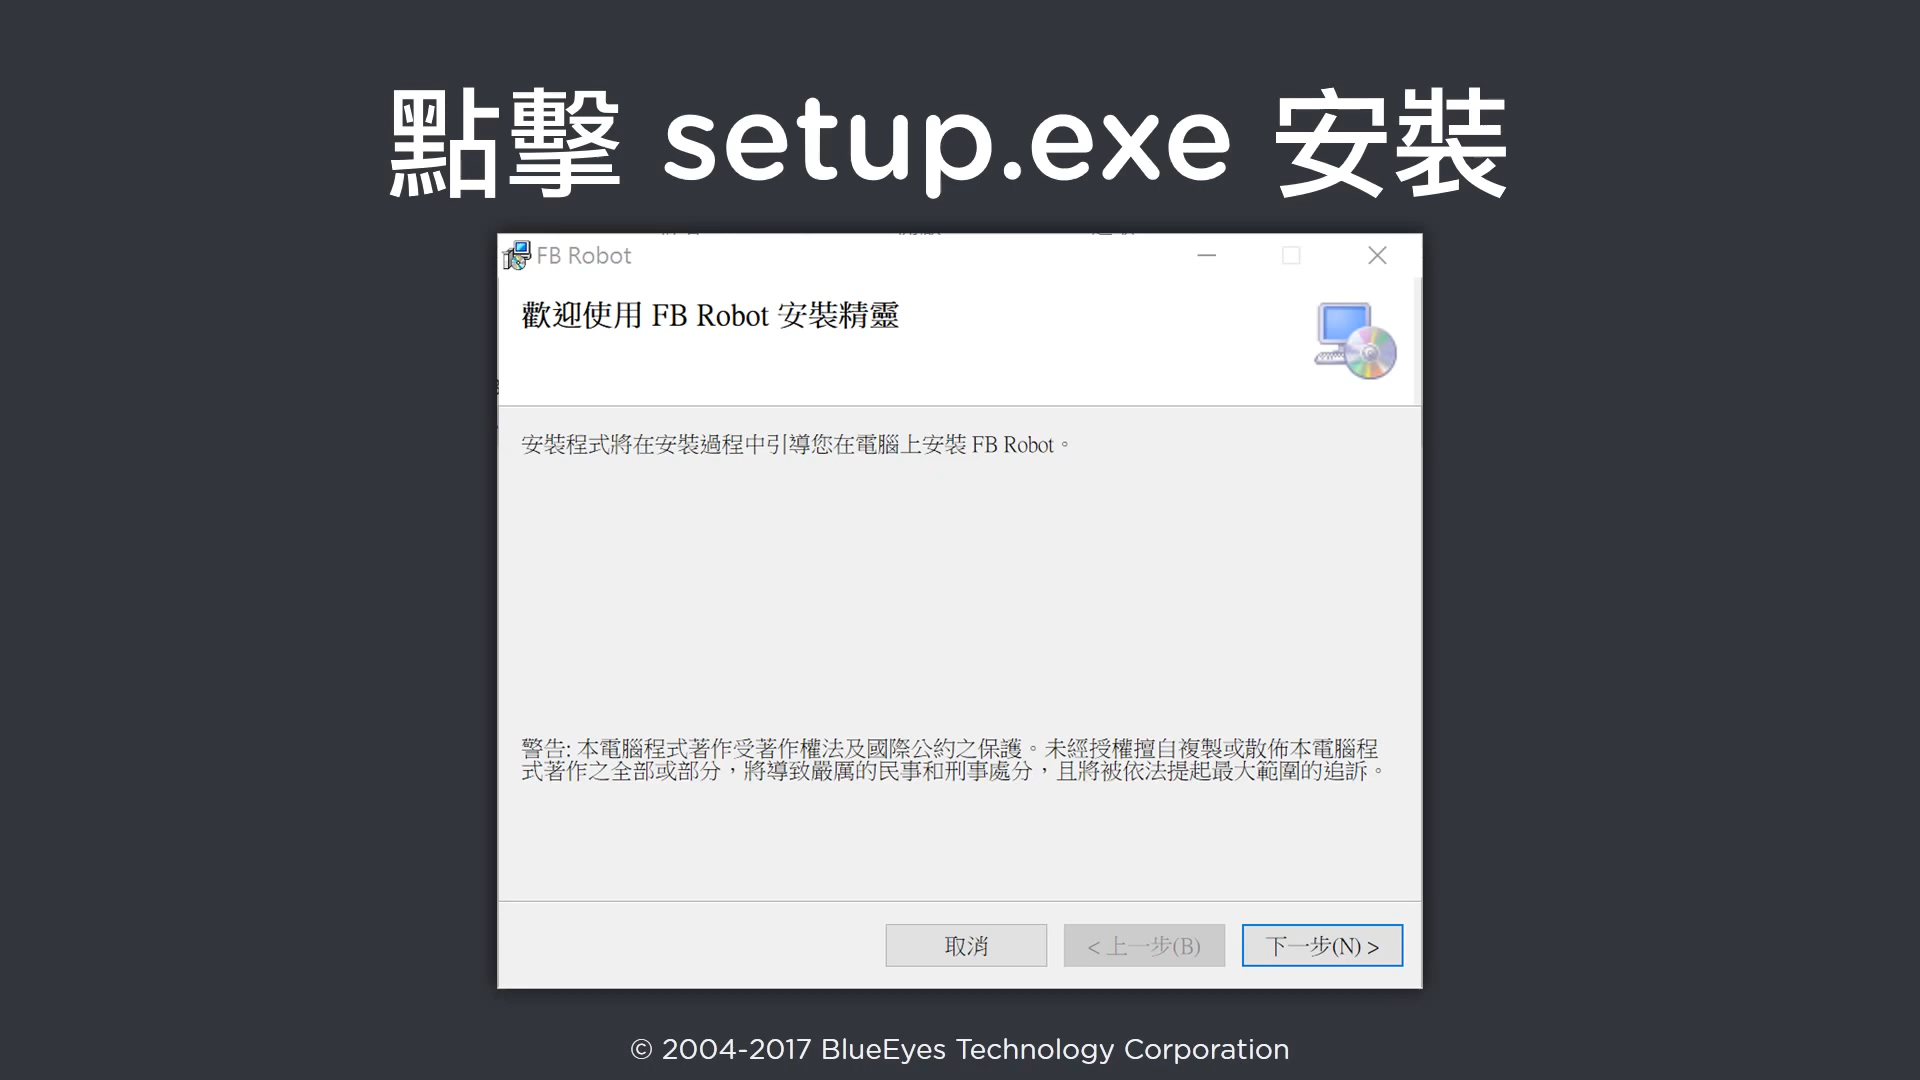 點擊 setup.exe 安裝
FB Robot
歡迎使用 FB Robot 安裝精靈
安裝程式將在安裝過程中引導您在電腦上安裝 FB Robot。
警告: 本電腦程式著作受著作權法及國際公約之保護。未經授權擅自複製或散佈本電腦程
式著作之全部或部分，將導致嚴厲的民事和刑事處分，且將被依法提起最大範圍的追訴。
取消
< 上一步(B)
下一步(N) >
© 2004-2017 BlueEyes Technology Corporation